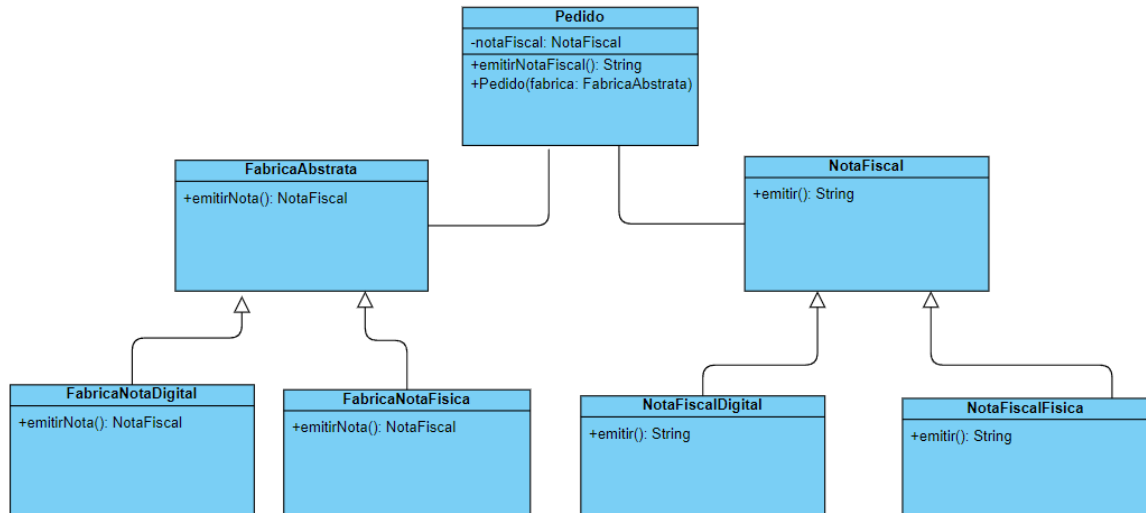 Pedido
-notaFiscal: NotaFiscal
+emitirNotaFiscal(): String
+Pedido(fabrica: FabricaAbstrata)
FabricaAbstrata
+emitirNota(): NotaFiscal
NotaFiscal
+emitir(): String
FabricaNotaDigital
+emitirNota(): NotaFiscal
FabricaNotaFisica
+emitirNota(): NotaFiscal
NotaFiscalDigital
+emitir(): String
NotaFiscalFisica
+emitir(): String